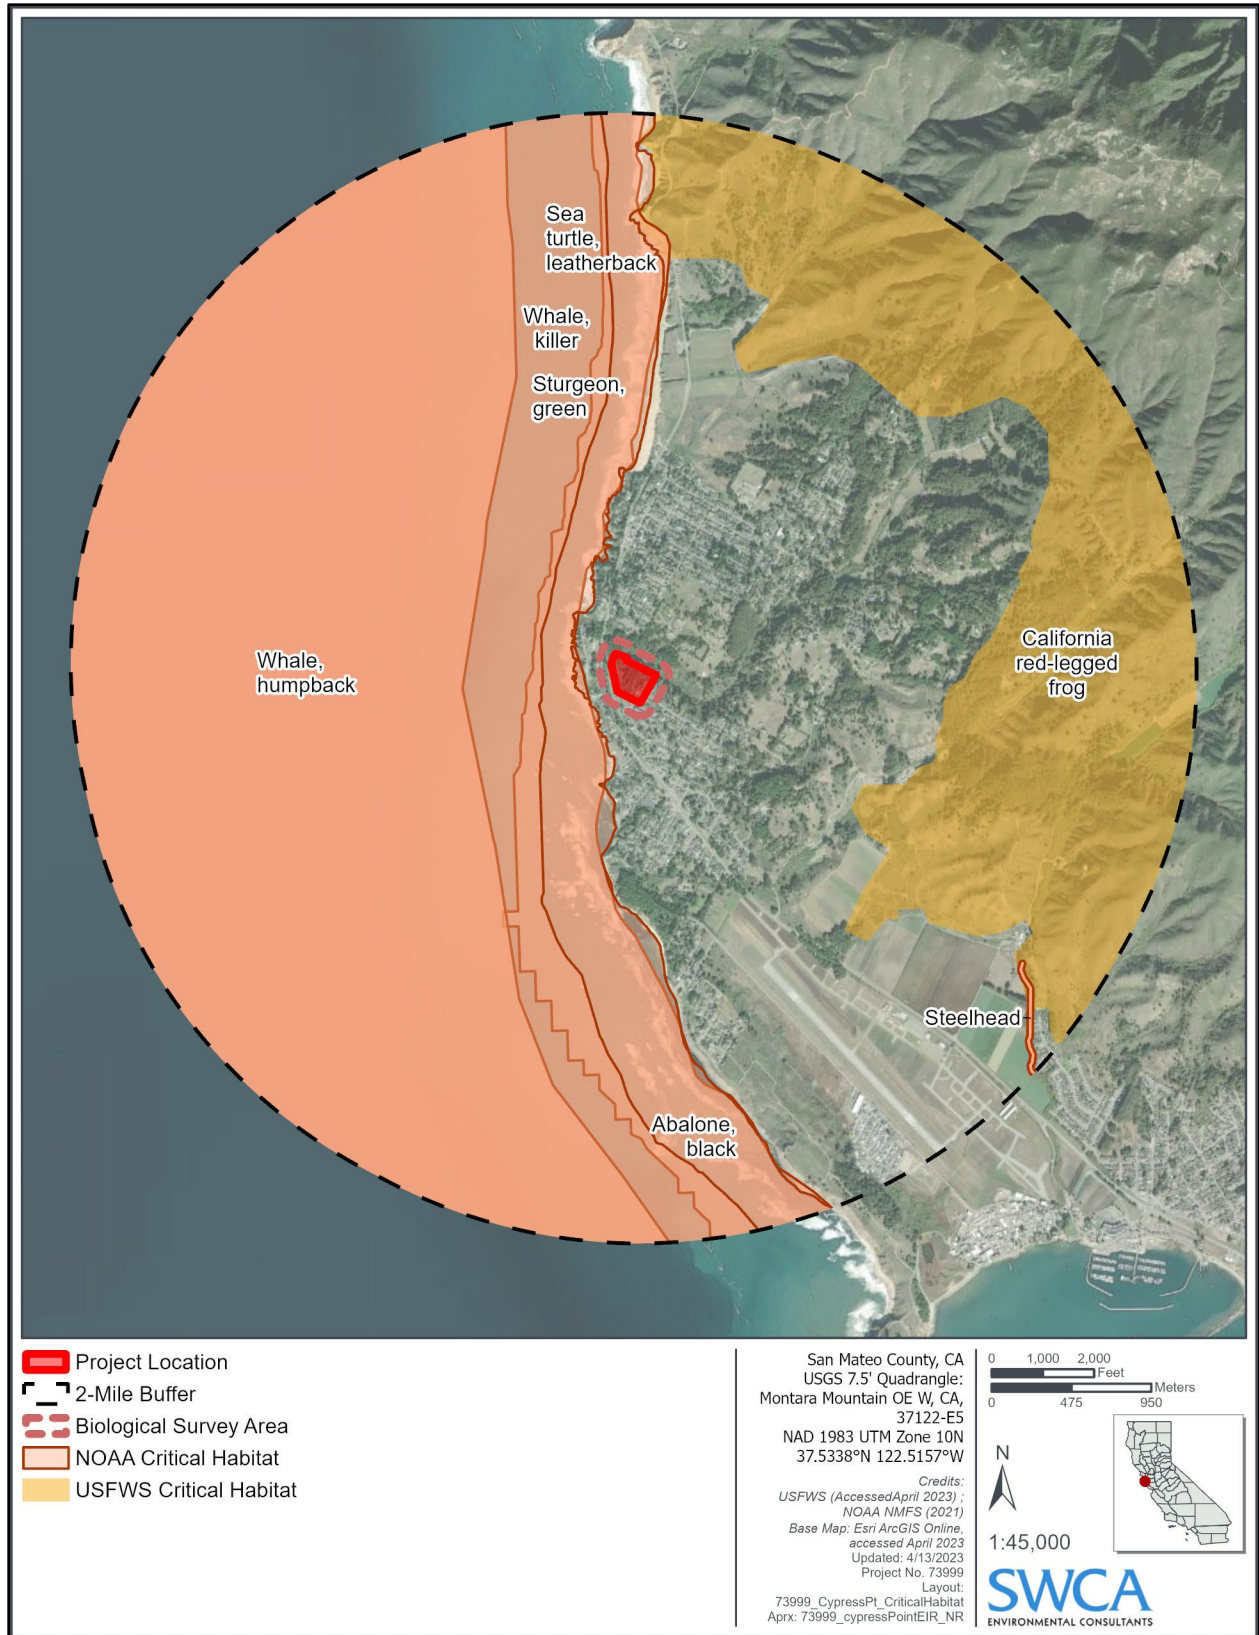 Sea
turtle,
leatherback
Whale,
killer
Sturgeon,
green
Whale,
humpback
California
red-legged
frog
Steelhead
Abalone,
black
Project Location
2-Mile Buffer
Biological Survey Area
NOAA Critical Habitat
USFWS Critical Habitat
San Mateo County, CA
USGS 7.5' Quadrangle:
Montara Mountain OE W, CA,
37122-E5
NAD 1983 UTM Zone 10N
37.5338°N 122.5157°W
Credits:
USFWS (AccessedApril 2023) ;
NOAA NMFS (2021)
Base Map: Esri ArcGIS Online,
accessed April 2023
Updated: 4/13/2023
Project No. 73999
Layout:
73999_CypressPt_CriticalHabitat
Aprx: 73999_cypressPointEIR_NR
0 1,000 2,000
Feet
Meters
0 475 950
N
1:45,000
SWCA
ENVIRONMENTAL CONSULTANTS